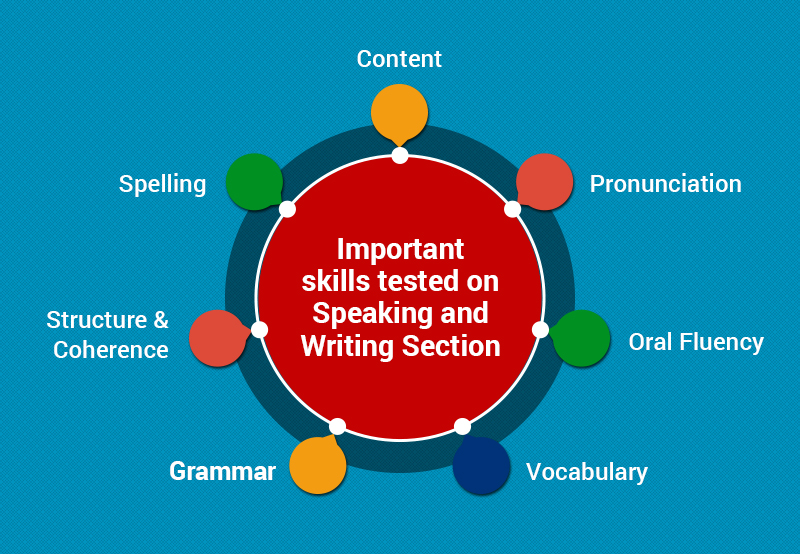 Content
Spelling
Pronunciation
Important
skills tested on
Speaking and
Writing Section
Structure &
Coherence
Oral Fluency
Grammar
Vocabulary